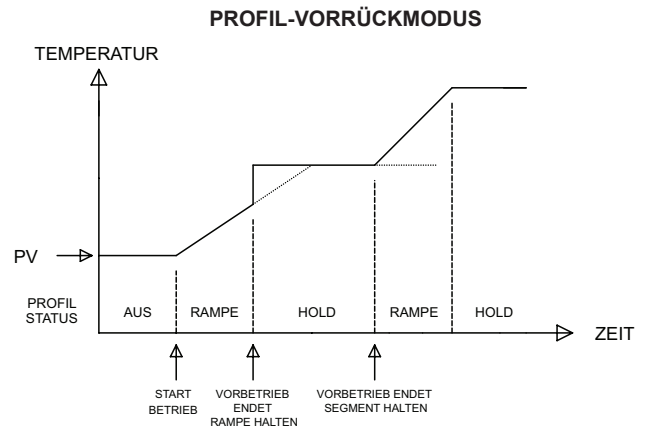 PROFIL-VORRÜCKMODUS
TEMPERATUR
PV
PROFIL
STATUS
AUS
RAMPE
HOLD
RAMPE
HOLD
ZEIT
START
BETRIEB
VORBETRIEB
ENDET
RAMPE HALTEN
VORBETRIEB ENDET
SEGMENT HALTEN